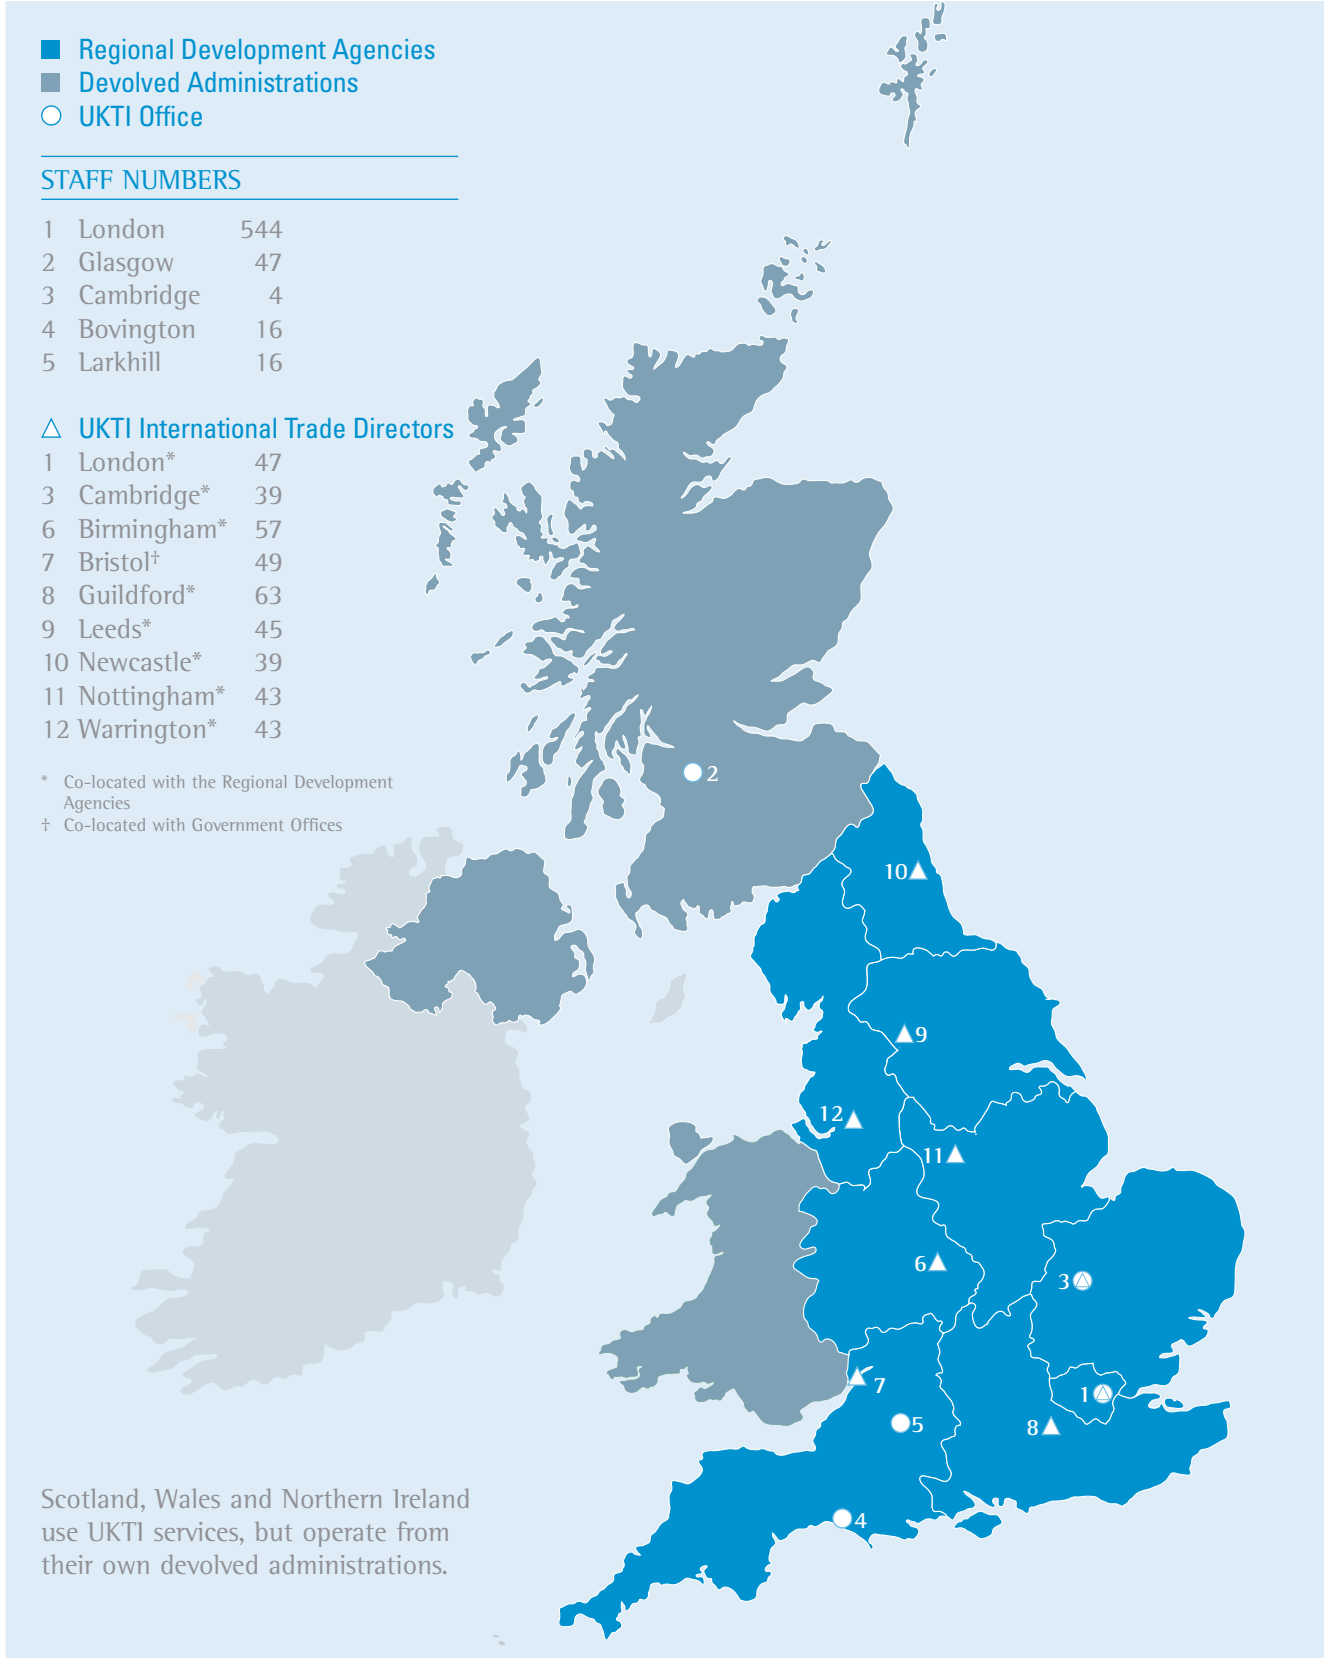 Regional Development Agencies
Devolved Administrations
UKTI Office
STAFF NUMBERS
1 London 544
2 Glasgow 47
3 Cambridge 4
4 Bovington 16
5 Larkhill 16
UKTI International Trade Directors
1 London* 47
3 Cambridge* 39
6 Birmingham* 57
7 Bristol† 49
8 Guildford* 63
9 Leeds* 45
10 Newcastle* 39
11 Nottingham* 43
12 Warrington* 43
* Co-located with the Regional Development
Agencies
† Co-located with Government Offices
2
10
9
12
11
6
3
7
1
5
8
4
Scotland, Wales and Northern Ireland
use UKTI services, but operate from
their own devolved administrations.